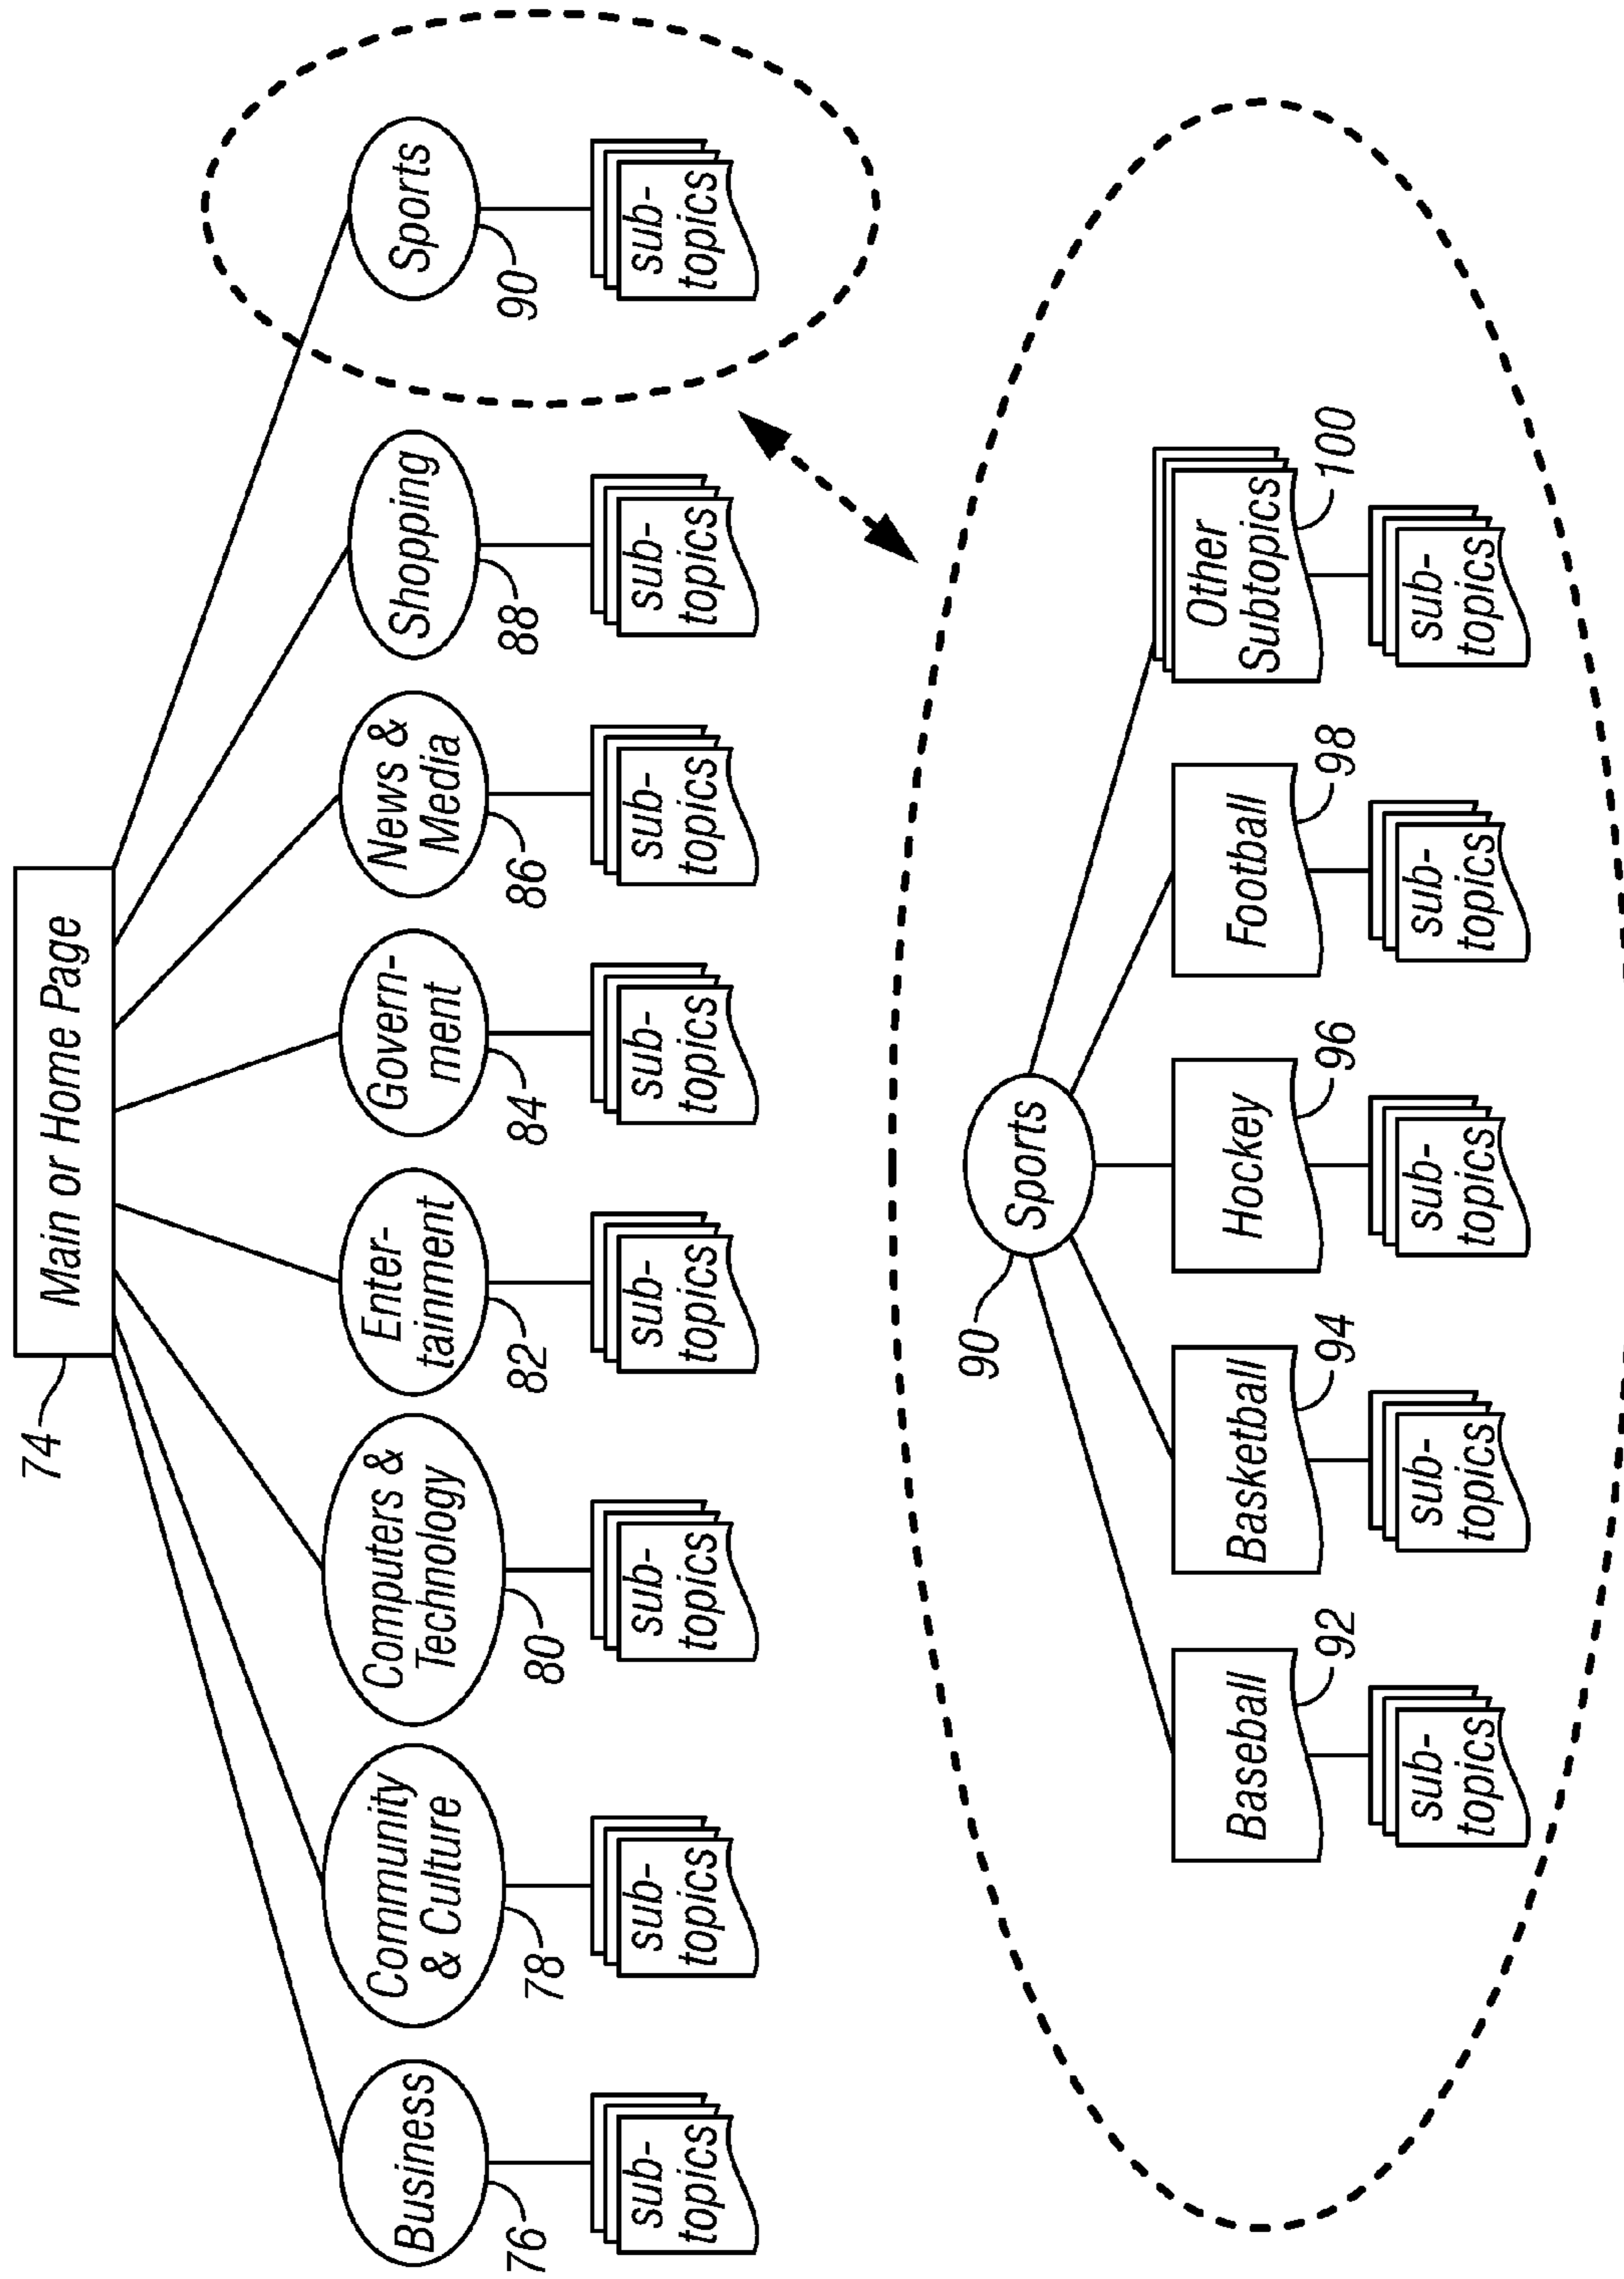 74
Main or Home Page
Business
76
sub-
topics
Community
& Culture
78
sub-
topics
Computers &
Technology
80
sub-
topics
Enter-
tainment
82
sub-
topics
Govern-
ment
84
sub-
topics
News &
Media
86
sub-
topics
Shopping
88
sub-
topics
Sports
90
sub-
topics
90
Sports
Baseball
92
sub-
topics
Basketball
94
sub-
topics
Hockey
96
sub-
topics
Football
98
sub-
topics
Other
Subtopics
100
sub-
topics